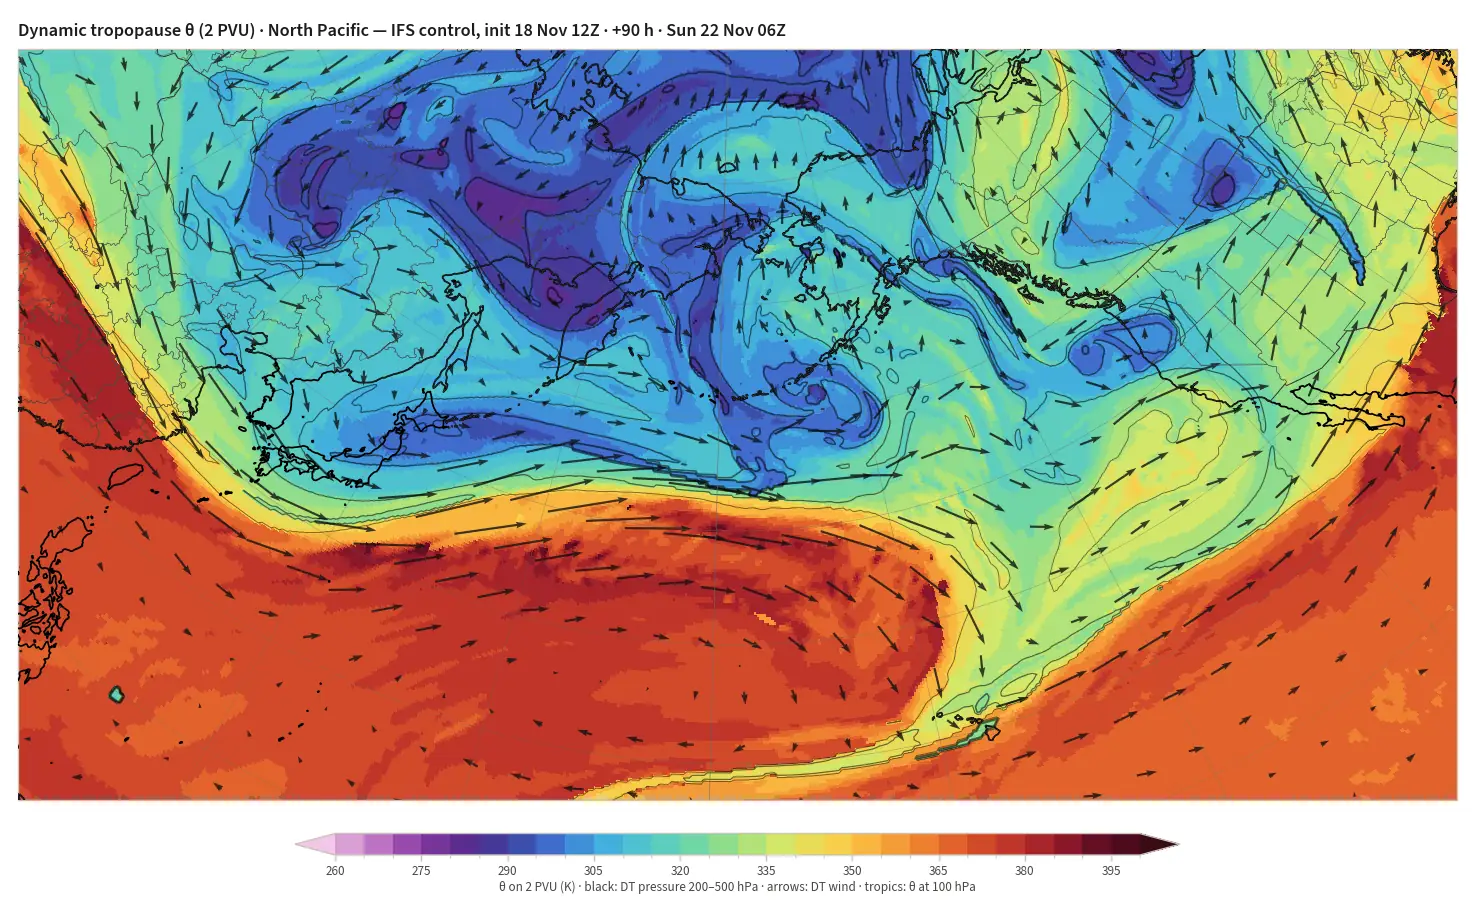 Dynamic tropopause θ (2 PVU) · North Pacific — IFS control, init 18 Nov 12Z · +90 h · Sun 22 Nov 06Z
260 275 290 305 320 335 350 365 380 395
θ on 2 PVU (K) · black: DT pressure 200–500 hPa · arrows: DT wind · tropics: θ at 100 hPa